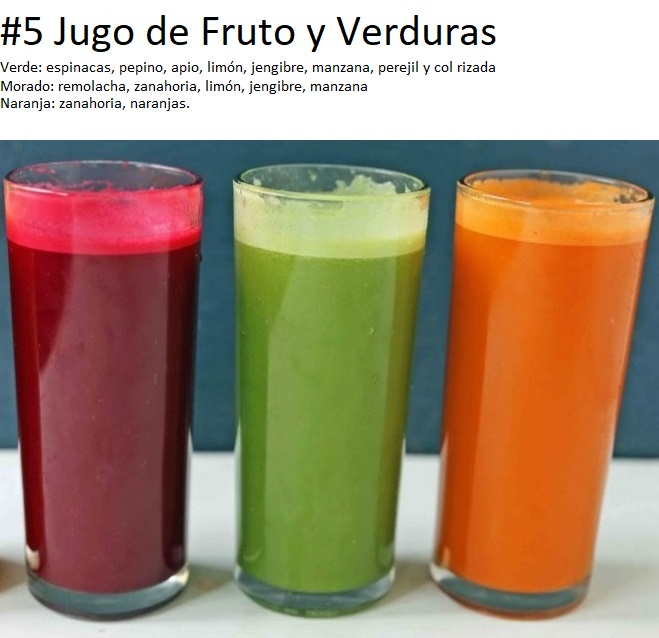 #5 Jugo de Fruto y Verduras
Verde: espinacas, pepino, apio, limón, jengibre, manzana, perejil y col rizada
Morado: remolacha, zanahoria, limón, jengibre, manzana
Naranja: zanahoria, naranjas.